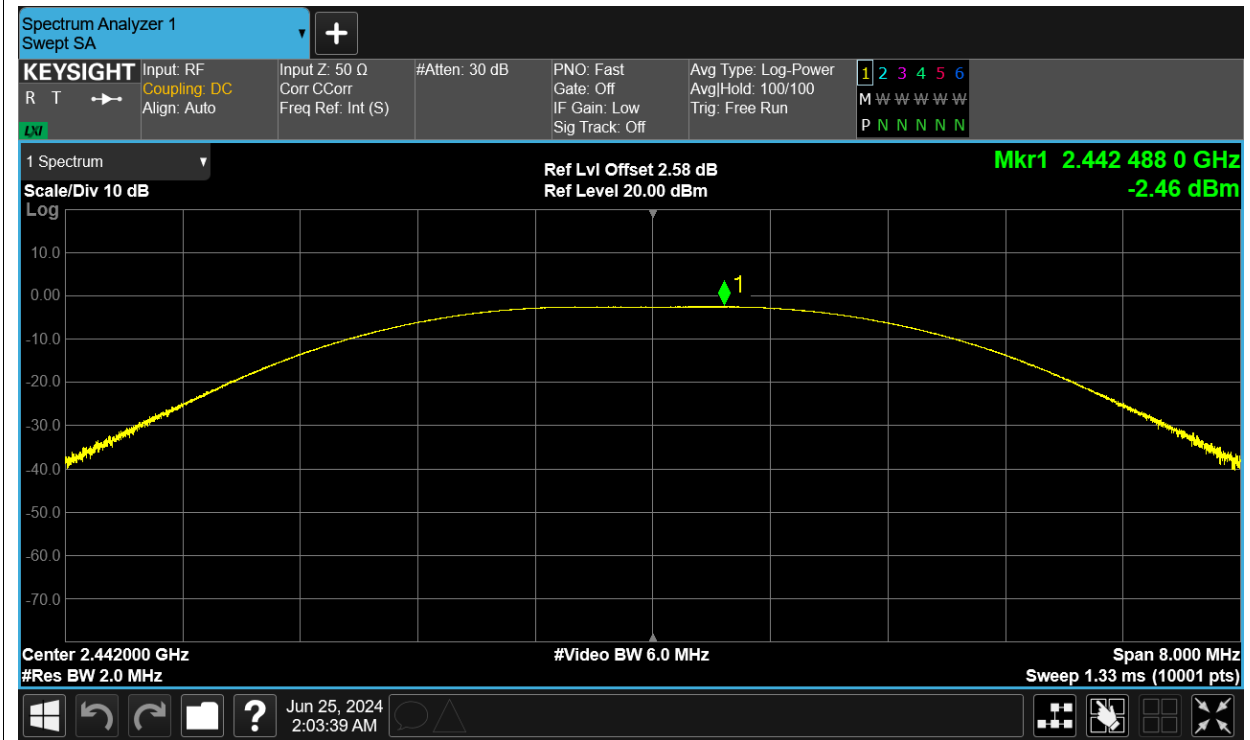 Spectrum Analyzer 1
Swept SA
▼
+
KEYSIGHT
R T
LXI
Input: RF
Coupling: DC
Align: Auto
Input Z: 50 Ω
Corr CCorr
Freq Ref: Int (S)
#Atten: 30 dB
PNO: Fast
Gate: Off
IF Gain: Low
Sig Track: Off
Avg Type: Log-Power
Avg|Hold: 100/100
Trig: Free Run
1 2 3 4 5 6
M W W W W W
P N N N N N
1 Spectrum ▼
Scale/Div 10 dB
Log
Ref Lvl Offset 2.58 dB
Ref Level 20.00 dBm
Mkr1 2.442 488 0 GHz
-2.46 dBm
10.0
0.00
-10.0
-20.0
-30.0
-40.0
-50.0
-60.0
-70.0
1
Center 2.442000 GHz
#Res BW 2.0 MHz
#Video BW 6.0 MHz
Span 8.000 MHz
Sweep 1.33 ms (10001 pts)
?
Jun 25, 2024
2:03:39 AM